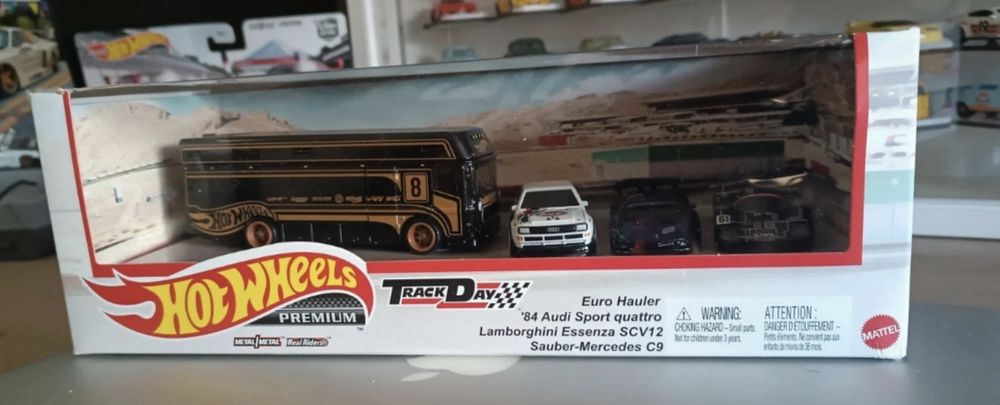 8
HOT WHEELS
61
HOT WHEELS
PREMIUM
TM
METAL/METAL Real Riders
TRACK DAY
Euro Hauler
'84 Audi Sport quattro
Lamborghini Essenza SCV12
Sauber-Mercedes C9
WARNING:
CHOKING HAZARD – Small parts.
Not for children under 3 years.
ATTENTION :
DANGER D'ÉTOUFFEMENT –
Petits éléments. Ne convient pas aux
enfants de moins de 36 mois.
MATTEL